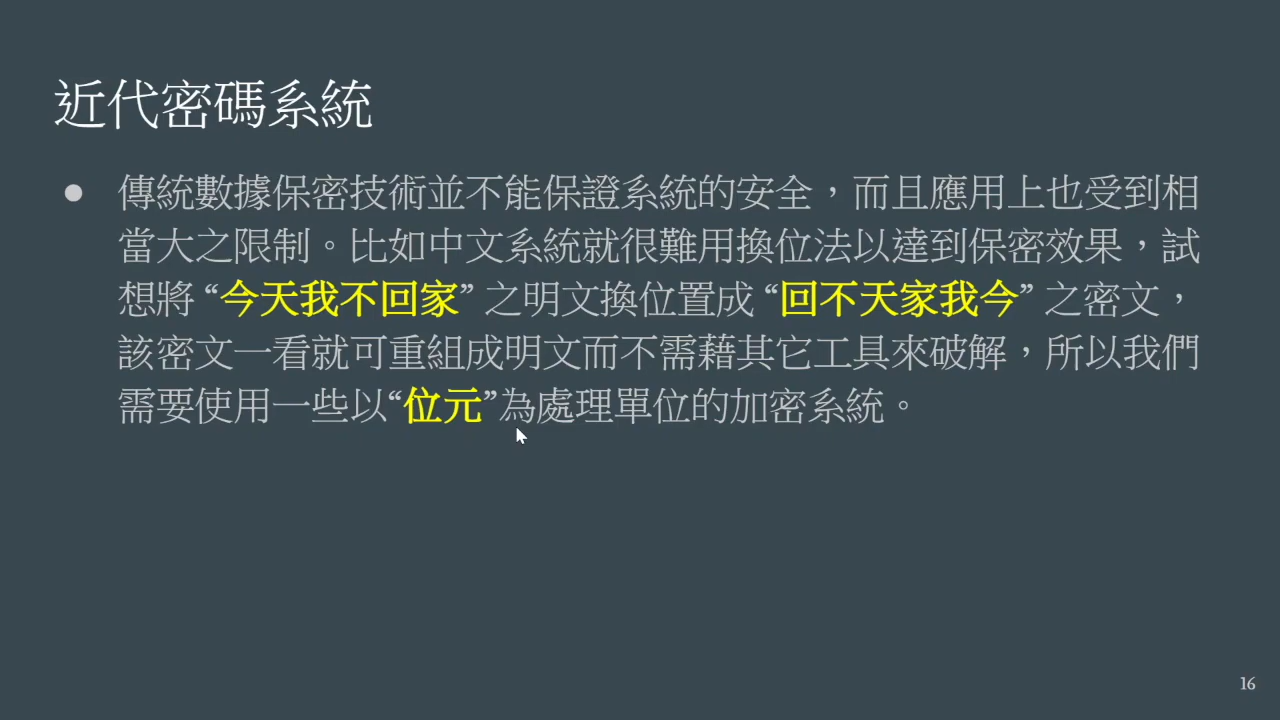 近代密碼系統
● 傳統數據保密技術並不能保證系統的安全，而且應用上也受到相
當大之限制。比如中文系統就很難用換位法以達到保密效果，試
想將 “今天我不回家” 之明文換位置成 “回不天家我今” 之密文，
該密文一看就可重組成明文而不需藉其它工具來破解，所以我們
需要使用一些以“位元”為處理單位的加密系統。
16